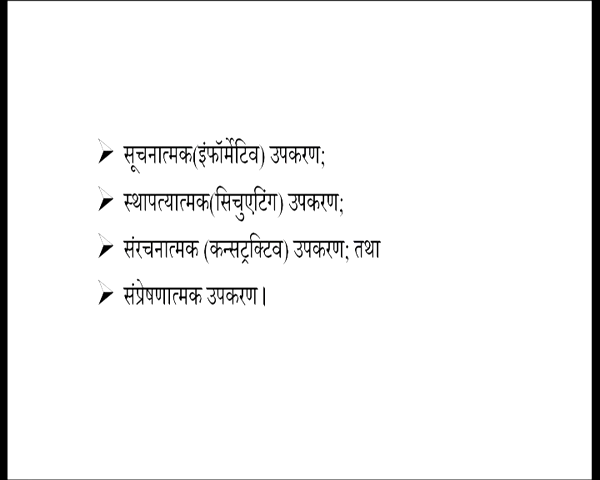 सूचनात्मक(इंफॉर्मेटिव) उपकरण;
स्थापत्यात्मक(सिचुएटिंग) उपकरण;
संरचनात्मक (कन्सट्रक्टिव) उपकरण; तथा
संप्रेषणात्मक उपकरण।